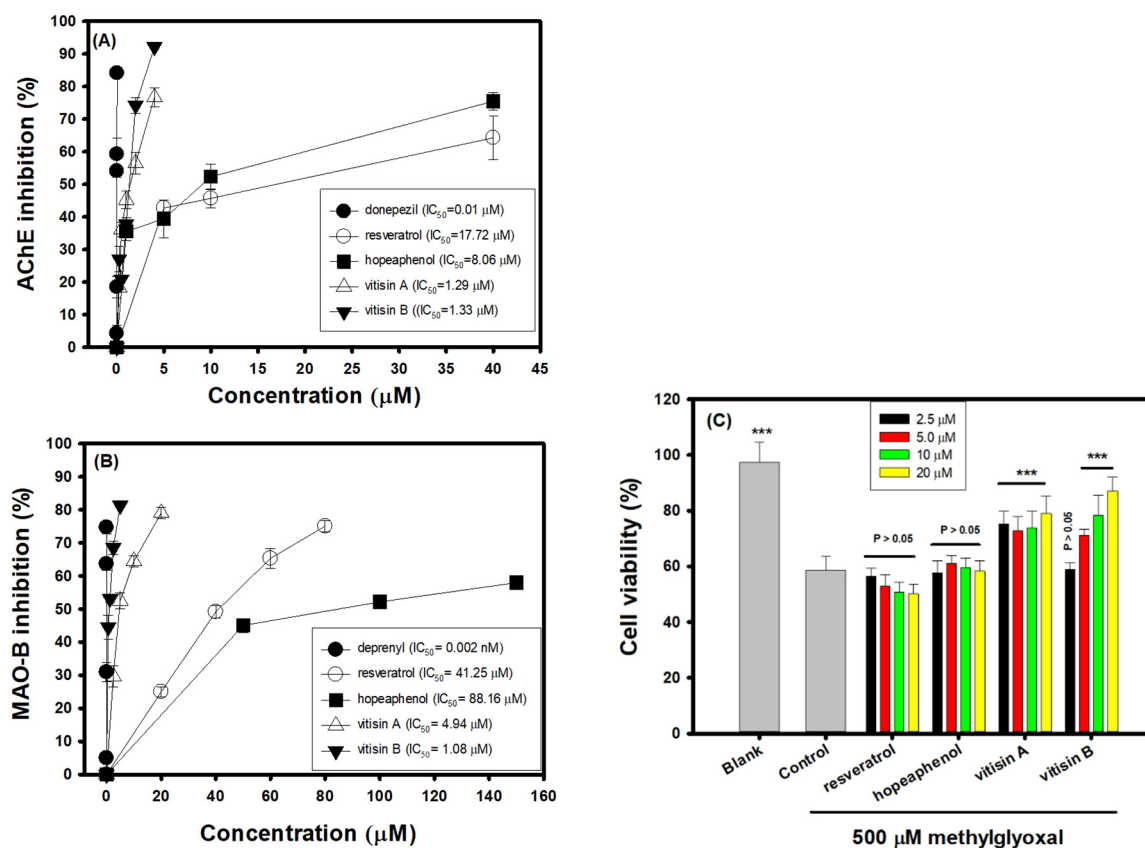 (A)
AChE inhibition (%)
100
90
80
70
60
50
40
30
20
10
0
donepezil (IC50=0.01 μM)
resveratrol (IC50=17.72 μM)
hopeaphenol (IC50=8.06 μM)
vitisin A (IC50=1.29 μM)
vitisin B ((IC50=1.33 μM)
0 5 10 15 20 25 30 35 40 45
Concentration (μM)
(B)
MAO-B inhibition (%)
100
90
80
70
60
50
40
30
20
10
0
deprenyl (IC50= 0.002 nM)
resveratrol (IC50= 41.25 μM)
hopeaphenol (IC50= 88.16 μM)
vitisin A (IC50= 4.94 μM)
vitisin B (IC50= 1.08 μM)
0 20 40 60 80 100 120 140 160
Concentration (μM)
(C)
Cell viability (%)
120
100
80
60
40
20
0
2.5 μM
5.0 μM
10 μM
20 μM
***
P > 0.05
P > 0.05
***
P > 0.05
***
Blank
Control
resveratrol
hopeaphenol
vitisin A
vitisin B
500 μM methylglyoxal